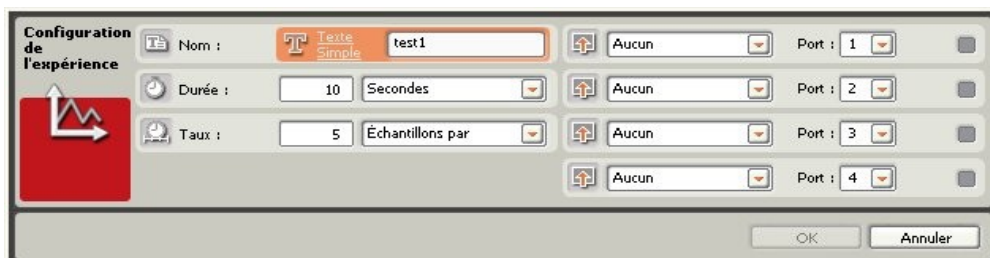 Configuration
de
l'expérience
Nom :
Texte
Simple
test1
Aucun
Port : 1
Durée :
10
Secondes
Aucun
Port : 2
Taux :
5
Échantillons par
Aucun
Port : 3
Aucun
Port : 4
OK
Annuler